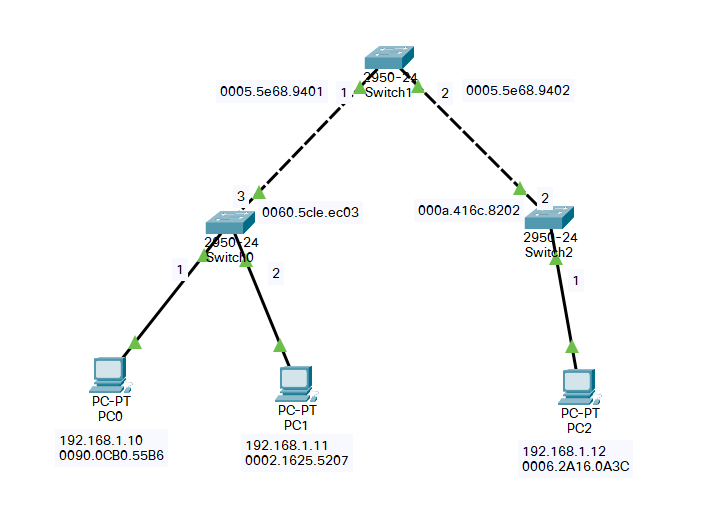 2950-24
Switch1
0005.5e68.9401
1
2
0005.5e68.9402
3
0060.5cle.ec03
000a.416c.8202
2
2950-24
Switch0
2950-24
Switch2
1
2
1
PC-PT
PC0
PC-PT
PC1
PC-PT
PC2
192.168.1.10
0090.0CB0.55B6
192.168.1.11
0002.1625.5207
192.168.1.12
0006.2A16.0A3C